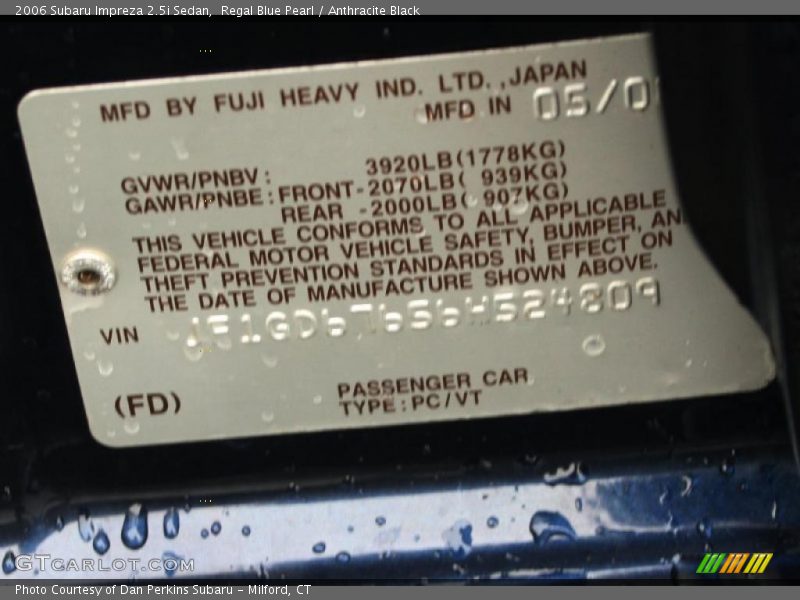 2006 Subaru Impreza 2.5i Sedan,  Regal Blue Pearl / Anthracite Black
MFD BY FUJI HEAVY IND. LTD.,JAPAN
MFD IN 05/0
GVWR/PNBV: 3920LB(1778KG)
GAWR/PNBE: FRONT-2070LB( 939KG)
REAR -2000LB( 907KG)
THIS VEHICLE CONFORMS TO ALL APPLICABLE
FEDERAL MOTOR VEHICLE SAFETY, BUMPER, AN
THEFT PREVENTION STANDARDS IN EFFECT ON
THE DATE OF MANUFACTURE SHOWN ABOVE.
VIN JF1GD67656H524809
(FD) PASSENGER CAR
TYPE:PC/VT
GTcarlot.com
Photo Courtesy of Dan Perkins Subaru - Milford, CT